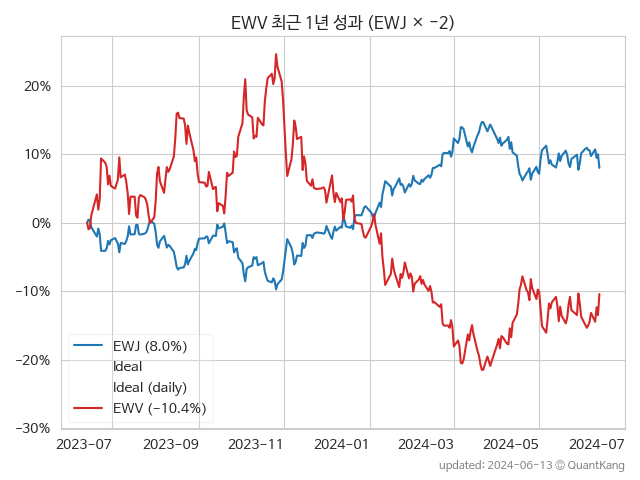 EWV 최근 1년 성과 (EWJ × -2)
20%
10%
0%
-10%
-20%
-30%
EWJ (8.0%)
Ideal
Ideal (daily)
EWV (-10.4%)
2023-07 2023-09 2023-11 2024-01 2024-03 2024-05 2024-07
updated: 2024-06-13 © QuantKang